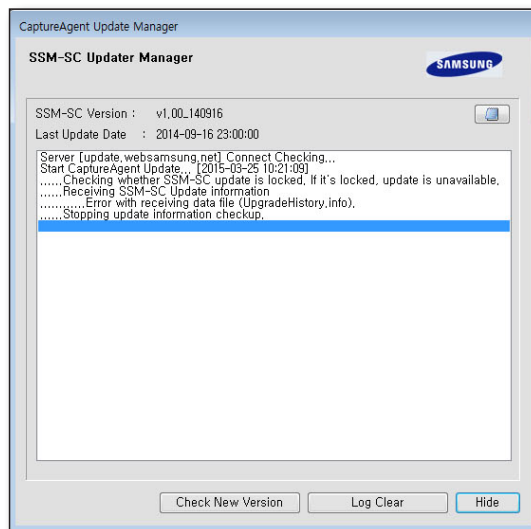 CaptureAgent Update Manager
SSM-SC Updater Manager
SAMSUNG
SSM-SC Version : v1.00_140916
Last Update Date : 2014-09-16 23:00:00
Server [update.websamsung.net] Connect Checking...
Start CaptureAgent Update... [2015-03-25 10:21:09]
......Checking whether SSM-SC update is locked. If it's locked, update is unavailable.
......Receiving SSM-SC Update information
............Error with receiving data file (UpgradeHistory.info).
......Stopping update information checkup.
Check New Version
Log Clear
Hide